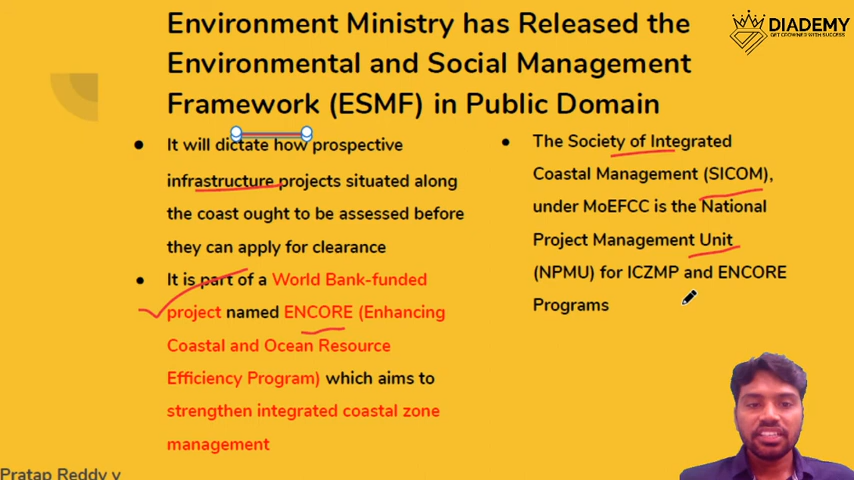 Environment Ministry has Released the
Environmental and Social Management
Framework (ESMF) in Public Domain
DIADEMY
GET CROWNED WITH SUCCESS
● It will dictate how prospective
infrastructure projects situated along
the coast ought to be assessed before
they can apply for clearance
● It is part of a World Bank-funded
project named ENCORE (Enhancing
Coastal and Ocean Resource
Efficiency Program) which aims to
strengthen integrated coastal zone
management
● The Society of Integrated
Coastal Management (SICOM),
under MoEFCC is the National
Project Management Unit
(NPMU) for ICZMP and ENCORE
Programs
Pratap Reddy y